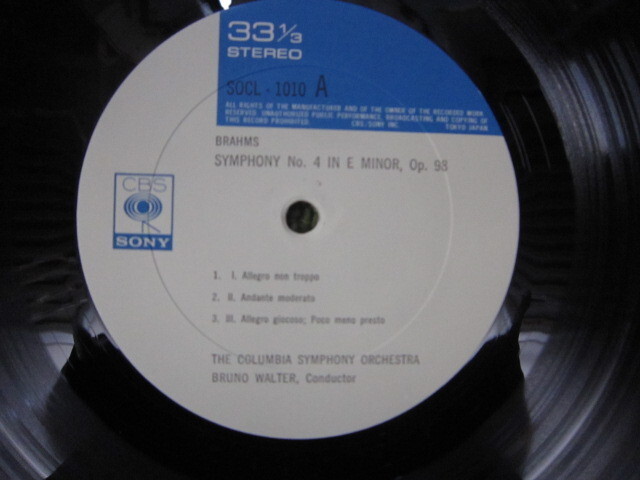 33 1/3
STEREO
SOCL - 1010 A
ALL RIGHTS OF THE MANUFACTURER AND OF THE OWNER OF THE RECORDED WORK
RESERVED. UNAUTHORIZED PUBLIC PERFORMANCE, BROADCASTING AND COPYING OF
THIS RECORD PROHIBITED. CBS/SONY INC TOKYO JAPAN
BRAHMS
SYMPHONY No. 4 IN E MINOR, Op. 98
CBS
SONY
1. I. Allegro non troppo
2. II. Andante moderato
3. III. Allegro giocoso; Poco meno presto
THE COLUMBIA SYMPHONY ORCHESTRA
BRUNO WALTER, Conductor